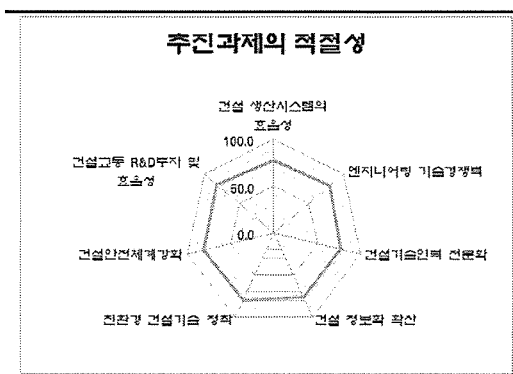 추진과제의 적절성
건설 생산시스템의
효율성
100.0
건설교통 R&D투자 및
효율성
엔지니어링 기술경쟁력
50.0
0.0
건설안전체계강화
건설기술인력 전문화
친환경 건설기술 정착
건설 정보화 확산